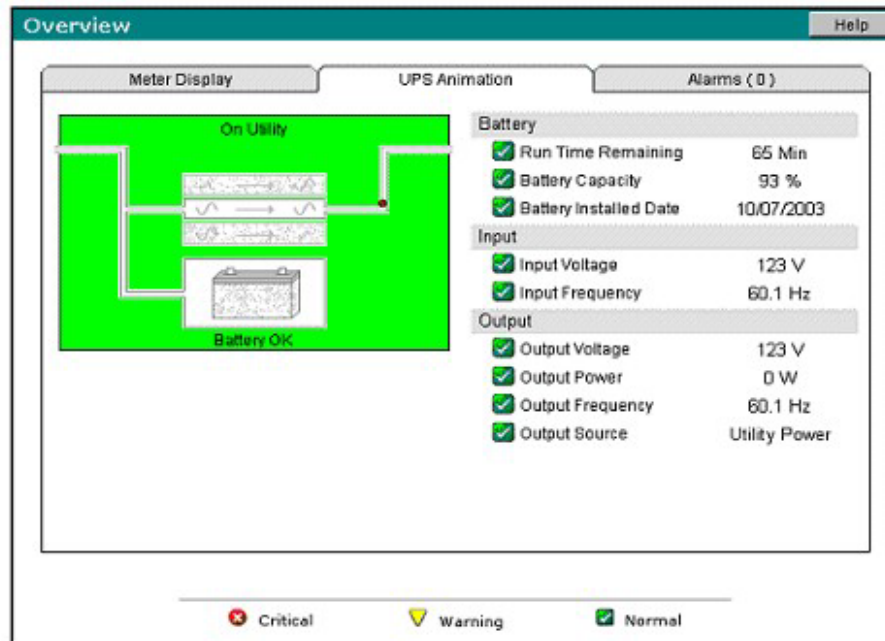 Overview
Help
Meter Display
UPS Animation
Alarms ( 0 )
On Utility
Battery OK
Battery
Run Time Remaining 65 Min
Battery Capacity 93 %
Battery Installed Date 10/07/2003
Input
Input Voltage 123 V
Input Frequency 60.1 Hz
Output
Output Voltage 123 V
Output Power 0 W
Output Frequency 60.1 Hz
Output Source Utility Power
Critical
Warning
Normal